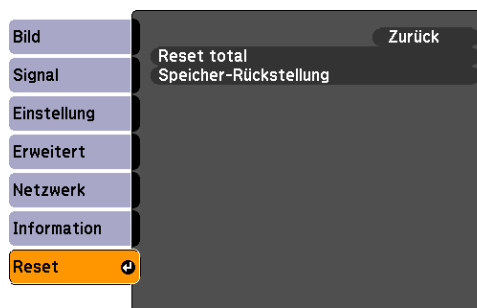 Bild
Signal
Einstellung
Erweitert
Netzwerk
Information
Reset
Zurück
Reset total
Speicher-Rückstellung